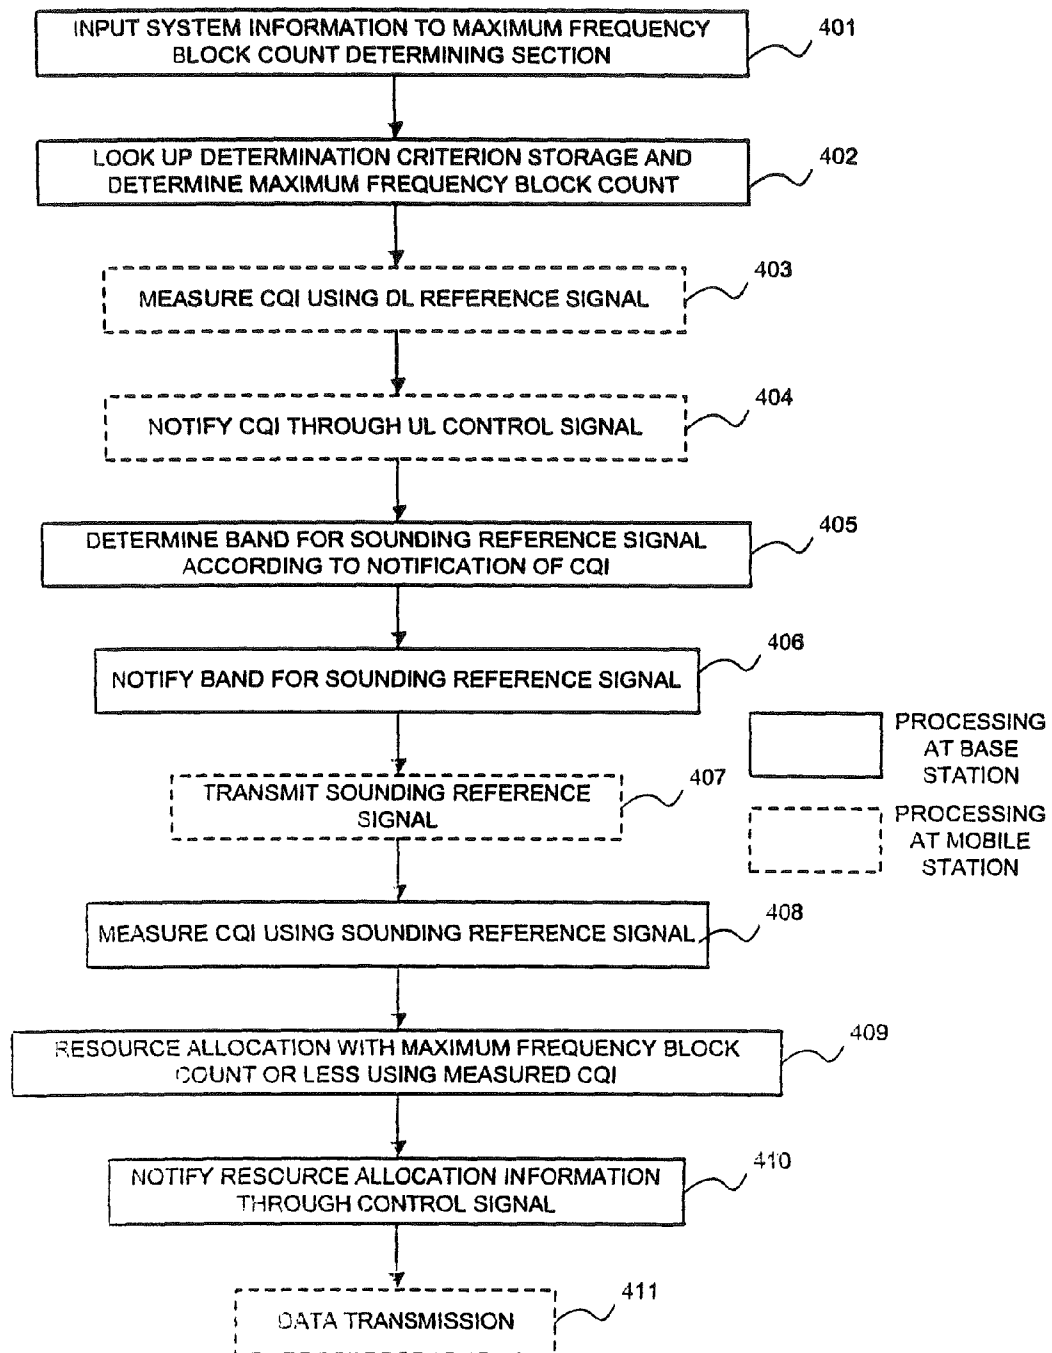 INPUT SYSTEM INFORMATION TO MAXIMUM FREQUENCY
BLOCK COUNT DETERMINING SECTION
401
LOOK UP DETERMINATION CRITERION STORAGE AND
DETERMINE MAXIMUM FREQUENCY BLOCK COUNT
402
MEASURE CQI USING DL REFERENCE SIGNAL
403
NOTIFY CQI THROUGH UL CONTROL SIGNAL
404
DETERMINE BAND FOR SOUNDING REFERENCE SIGNAL
ACCORDING TO NOTIFICATION OF CQI
405
NOTIFY BAND FOR SOUNDING REFERENCE SIGNAL
406
PROCESSING
AT BASE
STATION
TRANSMIT SOUNDING REFERENCE
SIGNAL
407
PROCESSING
AT MOBILE
STATION
MEASURE CQI USING SOUNDING REFERENCE SIGNAL
408
RESOURCE ALLOCATION WITH MAXIMUM FREQUENCY BLOCK
COUNT OR LESS USING MEASURED CQI
409
NOTIFY RESOURCE ALLOCATION INFORMATION
THROUGH CONTROL SIGNAL
410
DATA TRANSMISSION
411